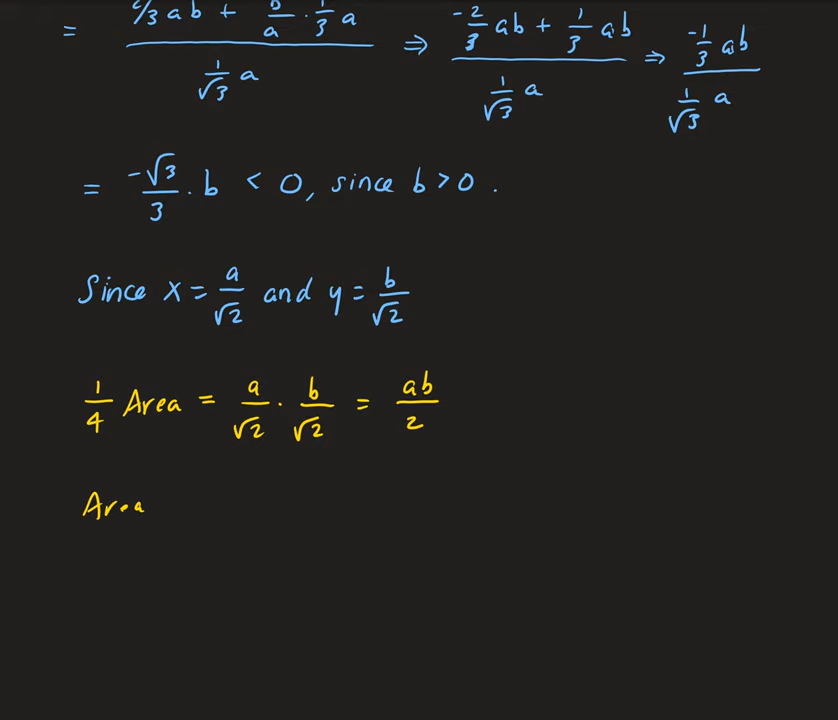 = (2/3 ab + b/a · 1/3 a) / (1/√3 a) ⇒ (-2/3 ab + 1/3 ab) / (1/√3 a) ⇒ (-1/3 ab) / (1/√3 a)
= -√3/3 · b < 0, since b > 0 .
Since x = a/√2 and y = b/√2
1/4 Area = a/√2 · b/√2 = ab/2
Area